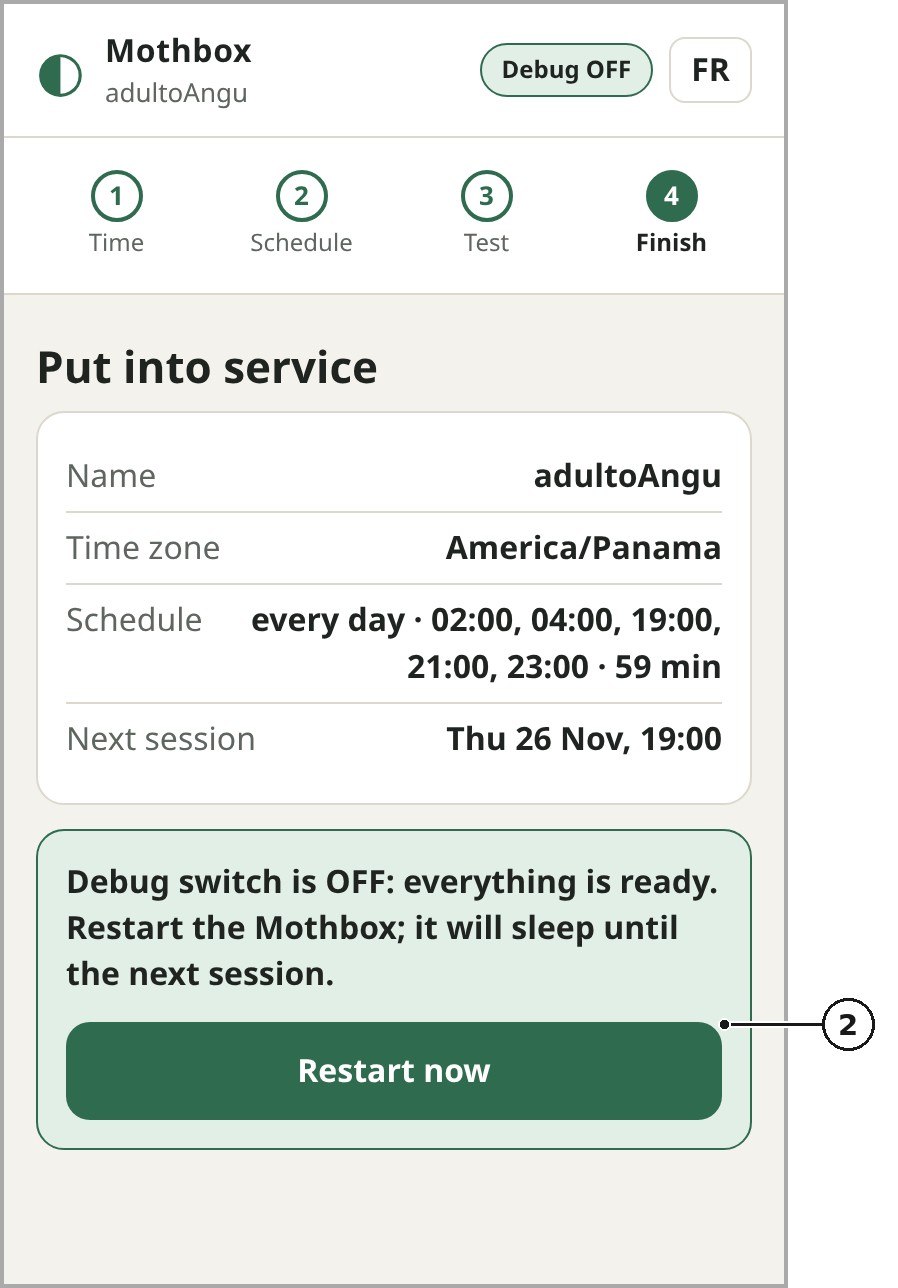 Mothbox
adultoAngu
Debug OFF
FR
1
Time
2
Schedule
3
Test
4
Finish
Put into service
Name adultoAngu
Time zone America/Panama
Schedule every day · 02:00, 04:00, 19:00,
21:00, 23:00 · 59 min
Next session Thu 26 Nov, 19:00
Debug switch is OFF: everything is ready.
Restart the Mothbox; it will sleep until
the next session.
Restart now
2